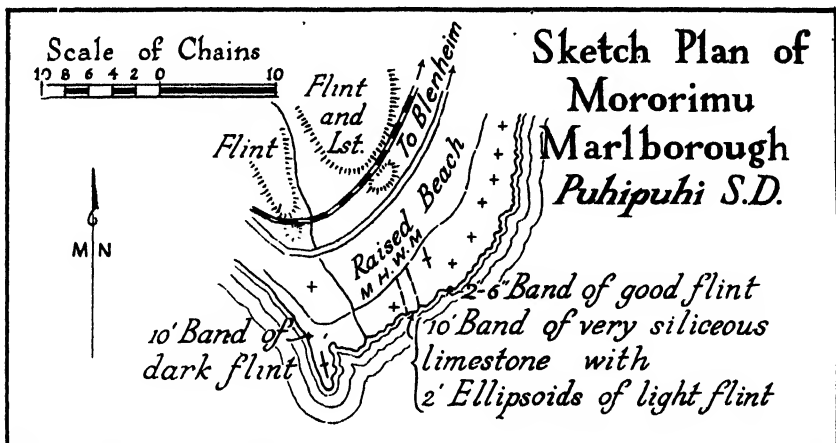 Scale of Chains
10 8 6 4 2 0 10
Sketch Plan of
Mororimu
Marlborough
Puhipuhi S.D.
Flint
and
Lst.
Flint
To Blenheim
Raised Beach
M.H.W.M
M N
2'-6" Band of good flint
10' Band of very siliceous
limestone with
2' Ellipsoids of light flint
10' Band of
dark flint